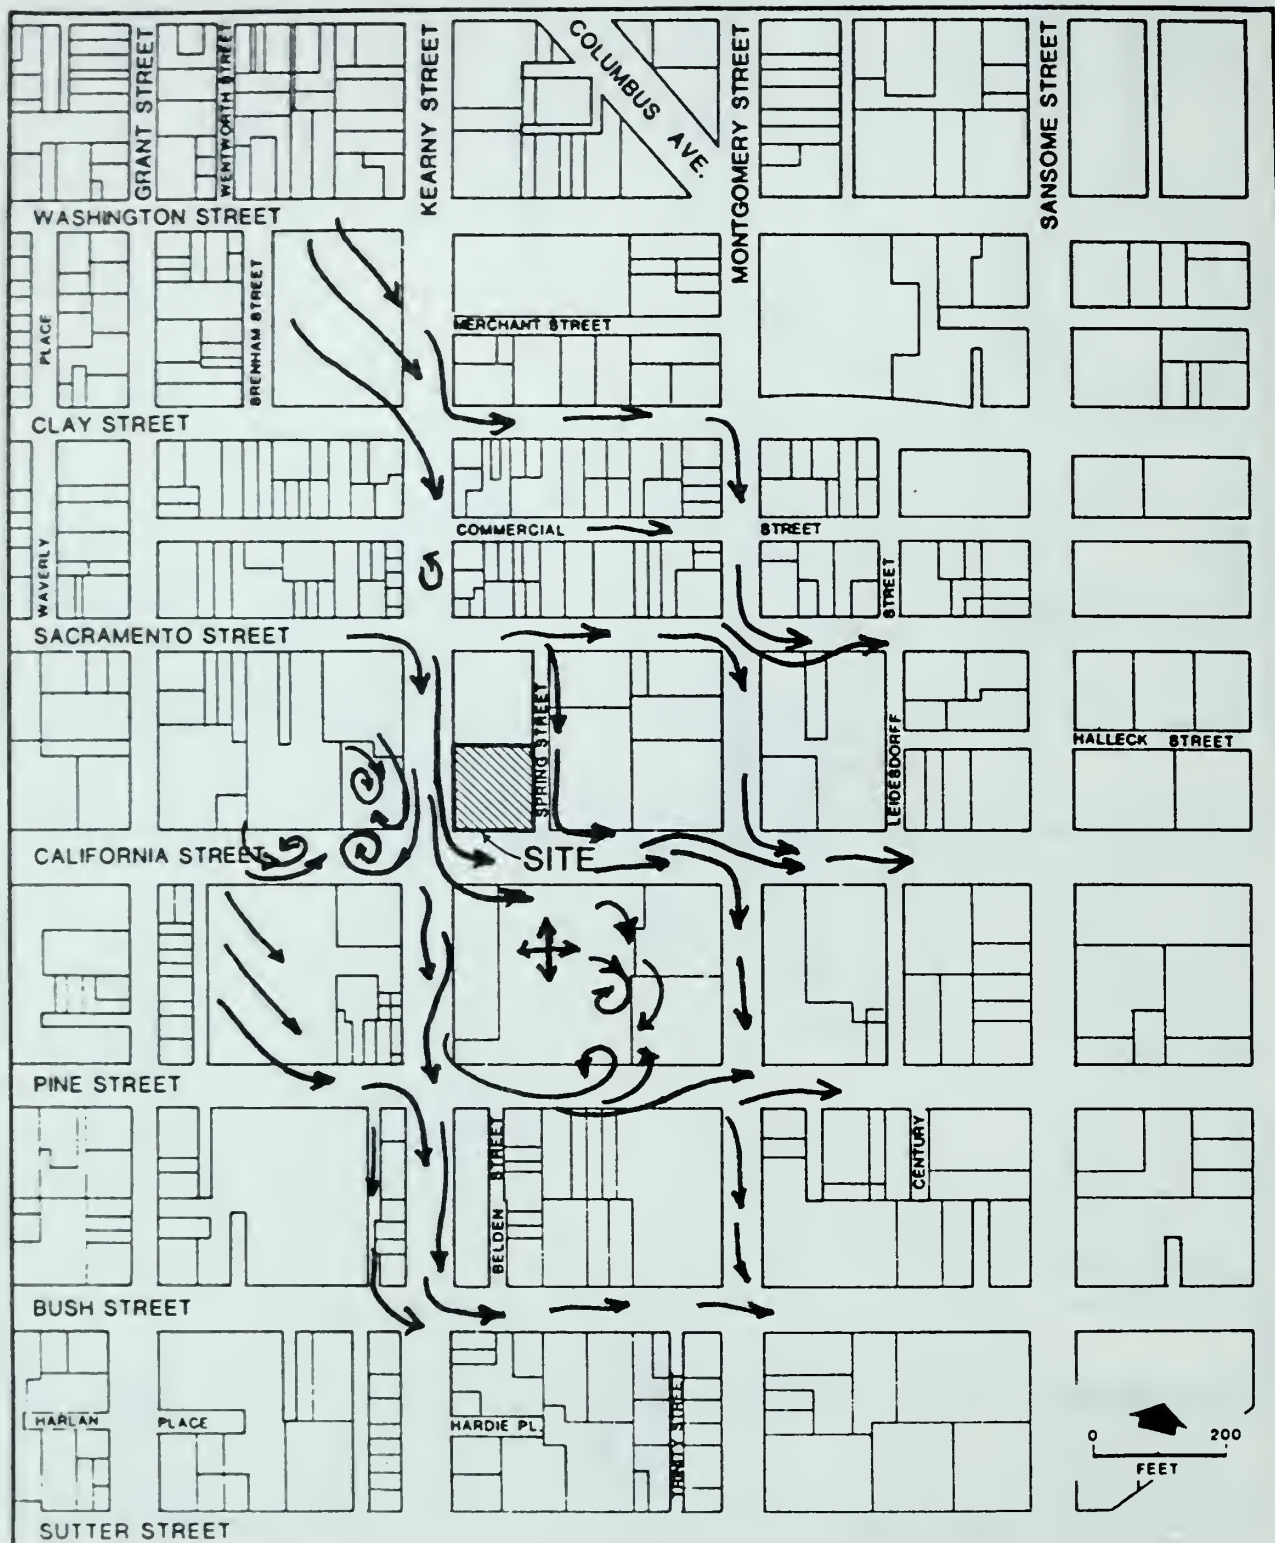 GRANT STREET
WENTWORTH STREET
KEARNY STREET
COLUMBUS AVE.
MONTGOMERY STREET
SANSOME STREET
WASHINGTON STREET
PLACE
BRENHAM STREET
MERCHANT STREET
CLAY STREET
WAVERLY
COMMERCIAL STREET
STREET
SACRAMENTO STREET
SPRING STREET
LEIDESDORFF
HALLECK STREET
CALIFORNIA STREET
SITE
PINE STREET
BELDEN STREET
CENTURY
BUSH STREET
HARLAN PLACE
HARDIE PL.
TRINITY STREET
0 200
FEET
SUTTER STREET